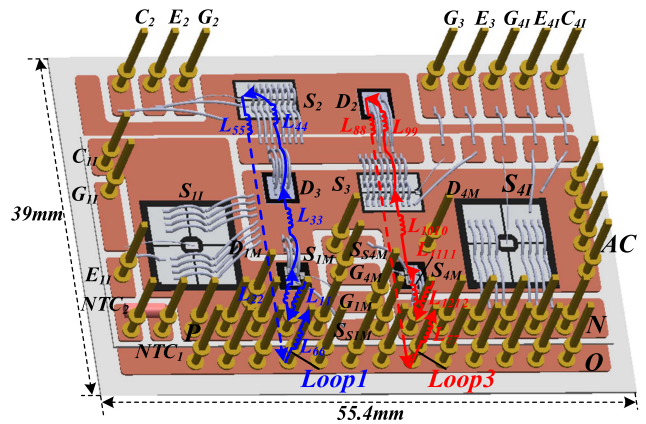 C2 E2 G2
G3 E3 G4I E4I C4I
S2
D2
L55
L44
L88
L99
C1I
G1I
S1I
D3
S3
D4M
S4I
L33
L1010
L1111
AC
39mm
D1M
S1M
SS4M
G4M
S4M
E1I
L22
L11
G1M
L1212
NTC2
P
SS1M
N
NTC1
L66
O
Loop1
Loop3
55.4mm